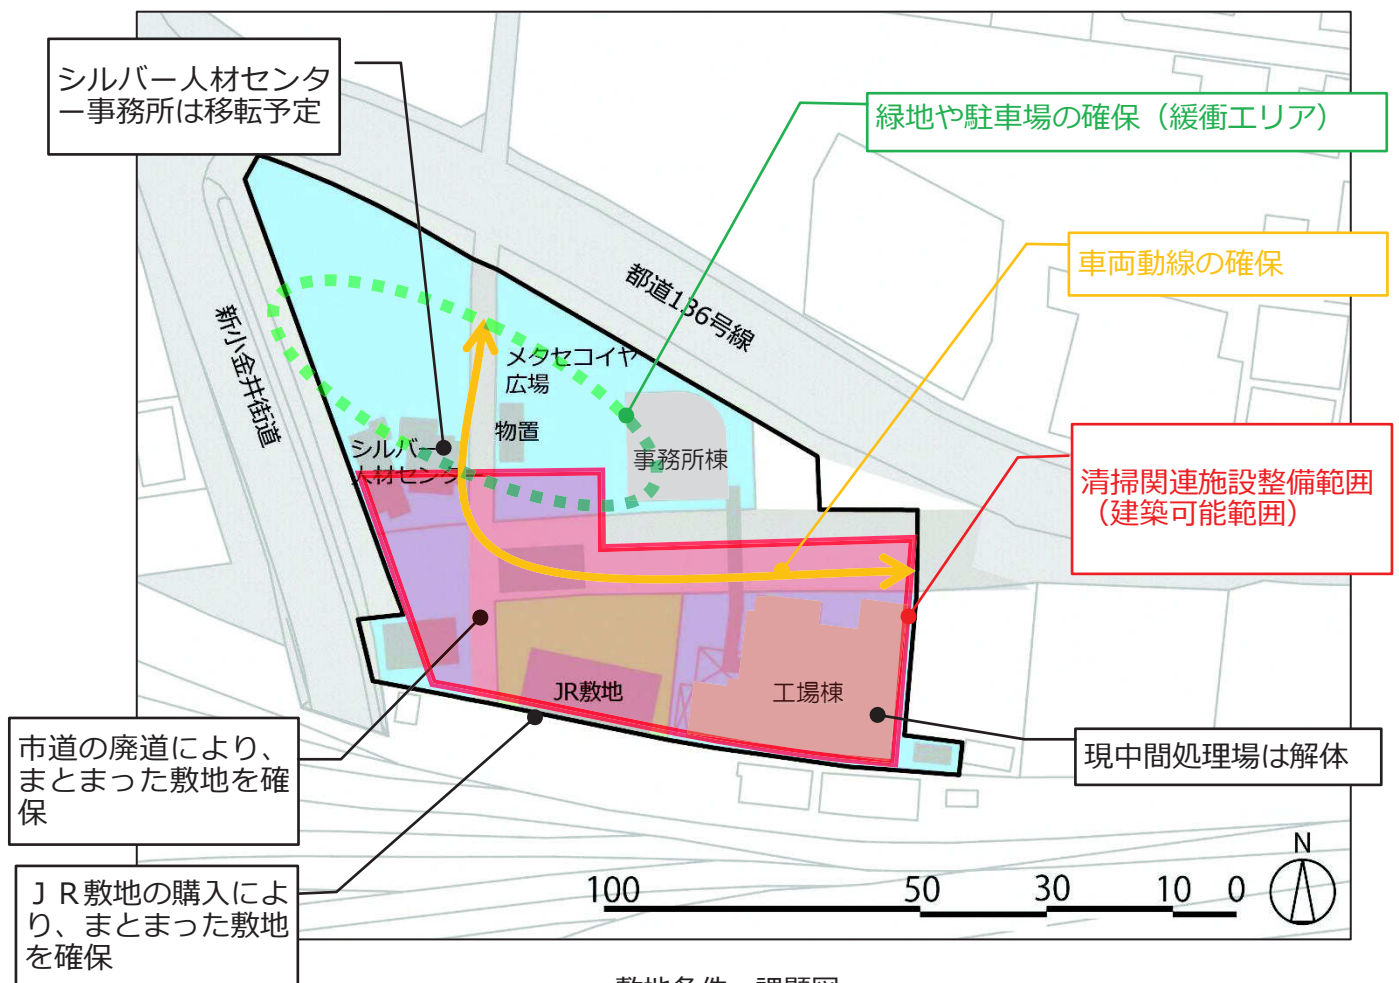 シルバー人材センタ
ー事務所は移転予定
緑地や駐車場の確保（緩衝エリア）
車両動線の確保
都道136号線
新小金井街道
メタセコイヤ
広場
物置
事務所棟
シルバー
人材センター
清掃関連施設整備範囲
（建築可能範囲）
JR敷地
工場棟
現中間処理場は解体
市道の廃道により、
まとまった敷地を確
保
ＪＲ敷地の購入によ
り、まとまった敷地
を確保
100 50 30 10 0
N